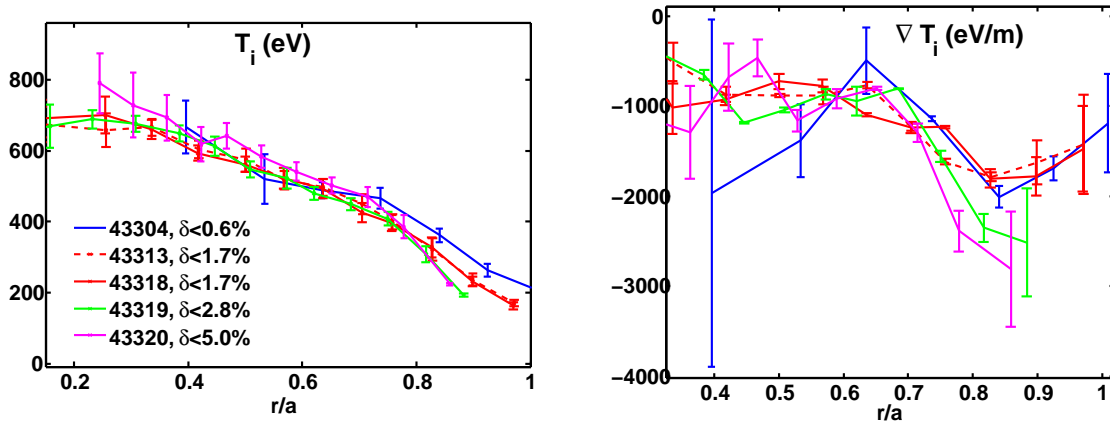 T_i (eV)
800
600
400
200
0
43304, δ<0.6%
43313, δ<1.7%
43318, δ<1.7%
43319, δ<2.8%
43320, δ<5.0%
0.2 0.4 0.6 0.8 1
r/a
∇ T_i (eV/m)
0
−1000
−2000
−3000
−4000
0.4 0.5 0.6 0.7 0.8 0.9 1
r/a